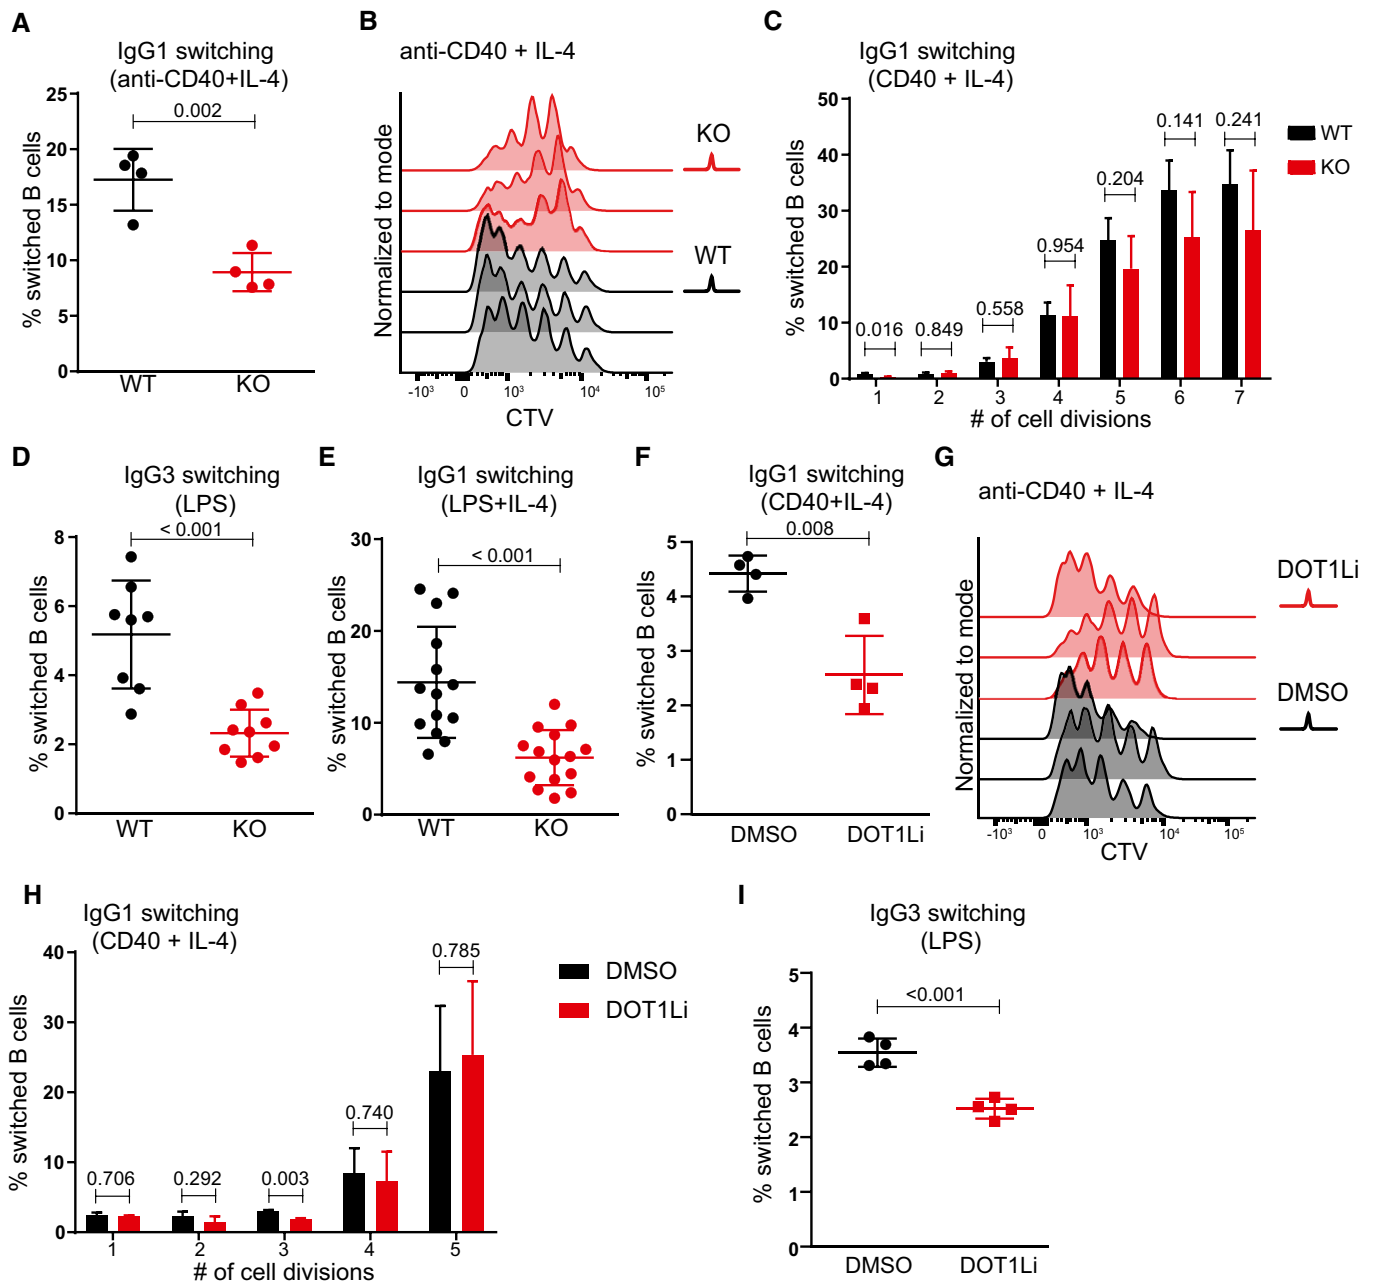 A
IgG1 switching
(anti-CD40+IL-4)
% switched B cells
25
20
15
10
5
0
0.002
WT
KO
B
anti-CD40 + IL-4
Normalized to mode
KO
WT
-10³
0
10³
10⁴
10⁵
CTV
C
IgG1 switching
(CD40 + IL-4)
% switched B cells
50
40
30
20
10
0
0.016
0.849
0.558
0.954
0.204
0.141
0.241
1
2
3
4
5
6
7
# of cell divisions
WT
KO
D
IgG3 switching
(LPS)
% switched B cells
8
6
4
2
0
< 0.001
WT
KO
E
IgG1 switching
(LPS+IL-4)
% switched B cells
30
20
10
0
< 0.001
WT
KO
F
IgG1 switching
(CD40+IL-4)
% switched B cells
5
4
3
2
1
0
0.008
DMSO
DOT1Li
G
anti-CD40 + IL-4
Normalized to mode
DOT1Li
DMSO
-10³
0
10³
10⁴
10⁵
CTV
H
IgG1 switching
(CD40 + IL-4)
% switched B cells
40
30
20
10
0
0.706
0.292
0.003
0.740
0.785
1
2
3
4
5
# of cell divisions
DMSO
DOT1Li
I
IgG3 switching
(LPS)
% switched B cells
5
4
3
2
1
0
<0.001
DMSO
DOT1Li